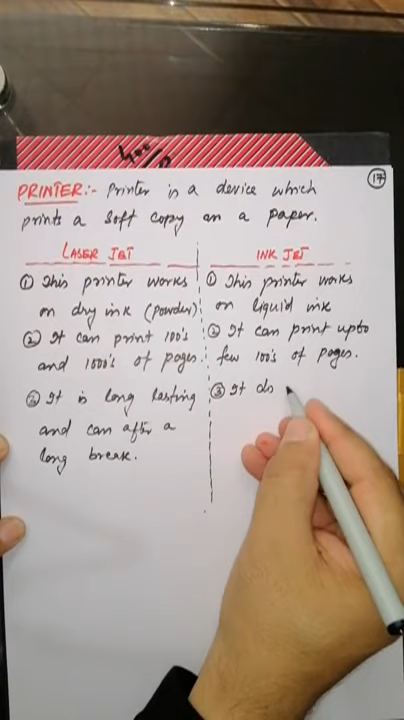 17
PRINTER:- Printer is a device which
prints a soft copy on a paper.
LASER JET
① This printer works
on dry ink (powder)
② It can print 100's
and 1000's of pages.
② It is long lasting
and can after a
long break.
INK JET
① This printer works
on liquid ink
② It can print upto
few 100's of pages.
③ It do